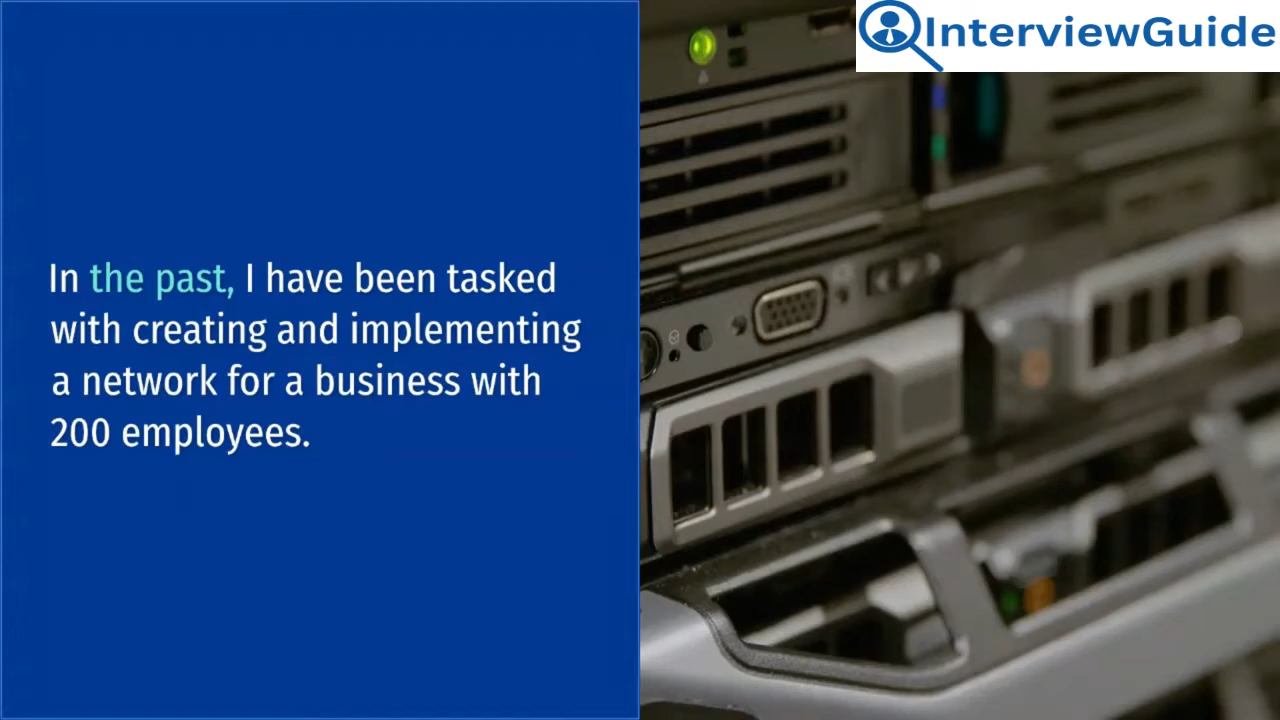 InterviewGuide
In the past, I have been tasked
with creating and implementing
a network for a business with
200 employees.